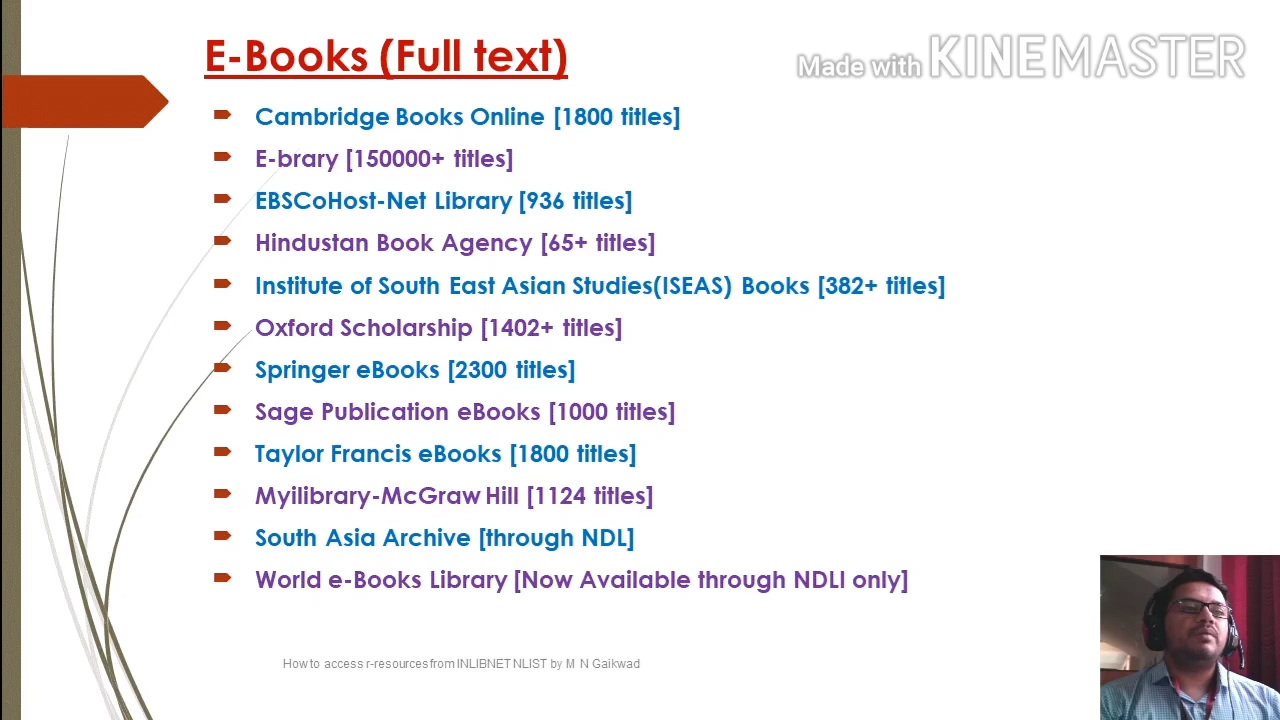 E-Books (Full text)
Made with KINEMASTER
Cambridge Books Online [1800 titles]
E-brary [150000+ titles]
EBSCoHost-Net Library [936 titles]
Hindustan Book Agency [65+ titles]
Institute of South East Asian Studies(ISEAS) Books [382+ titles]
Oxford Scholarship [1402+ titles]
Springer eBooks [2300 titles]
Sage Publication eBooks [1000 titles]
Taylor Francis eBooks [1800 titles]
Myilibrary-McGraw Hill [1124 titles]
South Asia Archive [through NDL]
World e-Books Library [Now Available through NDLI only]
How to access r-resources from INLIBNET NLIST by M N Gaikwad